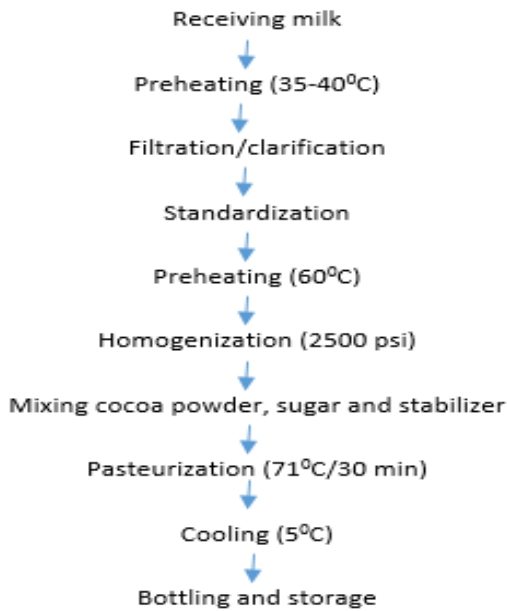 Receiving milk
Preheating (35-40⁰C)
Filtration/clarification
Standardization
Preheating (60⁰C)
Homogenization (2500 psi)
Mixing cocoa powder, sugar and stabilizer
Pasteurization (71⁰C/30 min)
Cooling (5⁰C)
Bottling and storage